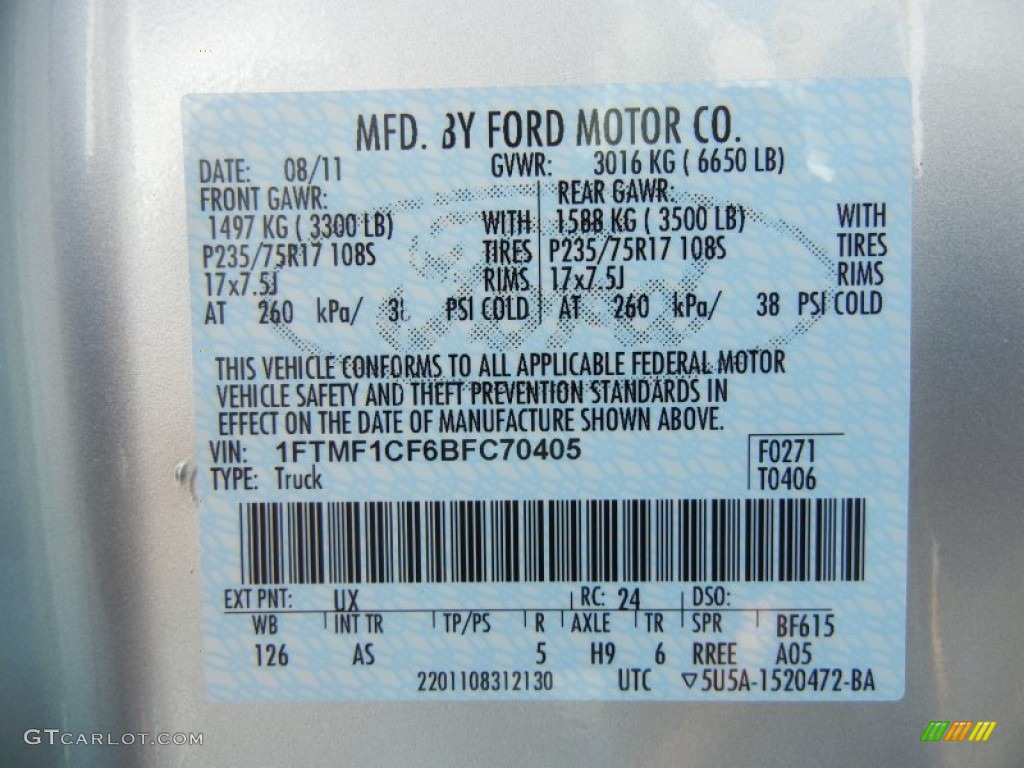 MFD. BY FORD MOTOR CO.
DATE: 08/11 GVWR: 3016 KG ( 6650 LB)
FRONT GAWR: REAR GAWR:
1497 KG ( 3300 LB) WITH 1588 KG ( 3500 LB) WITH
P235/75R17 108S TIRES P235/75R17 108S TIRES
17x7.5J RIMS 17x7.5J RIMS
AT 260 kPa/ 38 PSI COLD AT 260 kPa/ 38 PSI COLD
THIS VEHICLE CONFORMS TO ALL APPLICABLE FEDERAL MOTOR
VEHICLE SAFETY AND THEFT PREVENTION STANDARDS IN
EFFECT ON THE DATE OF MANUFACTURE SHOWN ABOVE.
VIN: 1FTMF1CF6BFC70405 F0271
TYPE: Truck T0406
EXT PNT: UX RC: 24 DSO:
WB INT TR TP/PS R AXLE TR SPR BF615
126 AS 5 H9 6 RREE A05
2201108312130 UTC ▽5U5A-1520472-BA
GTCARLOT.COM